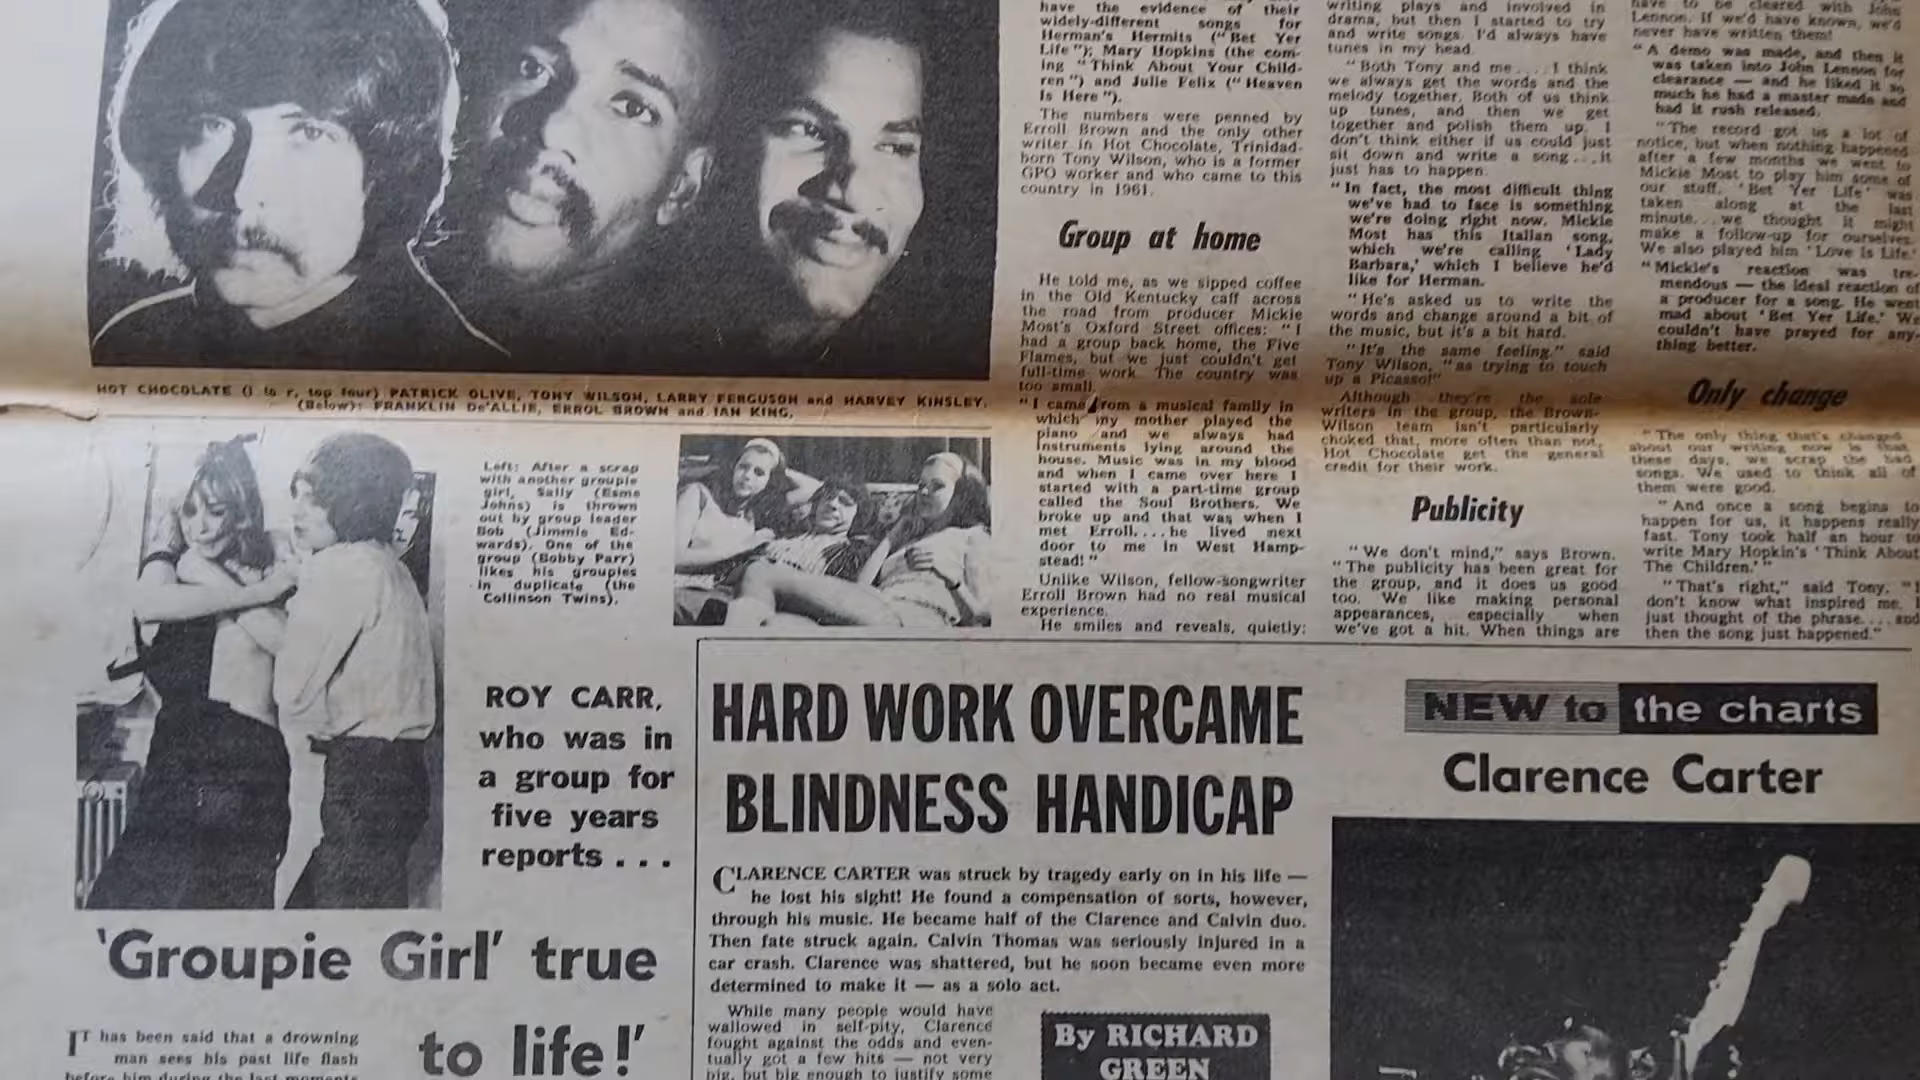 HOT CHOCOLATE (l to r, top four) PATRICK OLIVE, TONY WILSON, LARRY FERGUSON and HARVEY KINSLEY.
(Below): FRANKLIN De'ALLIE, ERROL BROWN and IAN KING.
have the evidence of their
widely-different songs for
Herman's Hermits ("Bet Yer
Life"); Mary Hopkins (the com-
ing "Think About Your Child-
ren") and Julie Felix ("Heaven
Is Here").
The numbers were penned by
Erroll Brown and the only other
writer in Hot Chocolate, Trinidad-
born Tony Wilson, who is a former
GPO worker and who came to this
country in 1961.
Group at home
He told me, as we sipped coffee
in the Old Kentucky caff across
the road from producer Mickie
Most's Oxford Street offices: "I
had a group back home, the Five
Flames, but we just couldn't get
full-time work. The country was
too small.
"I came from a musical family in
which my mother played the
piano and we always had
instruments lying around the
house. Music was in my blood
and when I came over here I
started with a part-time group
called the Soul Brothers. We
broke up and that was when I
met Erroll.... he lived next
door to me in West Hamp-
stead!"
Unlike Wilson, fellow-songwriter
Erroll Brown had no real musical
experience.
He smiles and reveals, quietly:
writing plays and involved in
drama, but then I started to try
and write songs. I'd always have
tunes in my head.
"Both Tony and me.... I think
we always get the words and the
melody together. Both of us think
up tunes, and then we get
together and polish them up. I
don't think either if us could just
sit down and write a song...it
just has to happen.
"In fact, the most difficult thing
we've had to face is something
we're doing right now. Mickie
Most has this Italian song,
which we're calling 'Lady
Barbara,' which I believe he'd
like for Herman.
"He's asked us to write the
words and change around a bit of
the music, but it's a bit hard.
"It's the same feeling," said
Tony Wilson, "as trying to touch
up a Picasso!"
Although they're the sole
writers in the group, the Brown-
Wilson team isn't particularly
choked that, more often than not,
Hot Chocolate get the general
credit for their work.
Publicity
"We don't mind," says Brown.
"The publicity has been great for
the group, and it does us good
too. We like making personal
appearances, especially when
we've got a hit. When things are
have to be cleared with John
Lennon. If we'd have known, we'd
never have written them!
"A demo was made, and then it
was taken into John Lennon for
clearance — and he liked it so
much he had a master made and
had it rush released.
"The record got us a lot of
notice, but when nothing happened
after a few months we went to
Mickie Most to play him some of
our stuff. 'Bet Yer Life' was
taken along at the last
minute...we thought it might
make a follow-up for ourselves.
We also played him 'Love Is Life.'
"Mickie's reaction was tre-
mendous — the ideal reaction of
a producer for a song. He went
mad about 'Bet Yer Life.' We
couldn't have prayed for any-
thing better.
Only change
"The only thing that's changed
about our writing now is that
these days, we scrap the bad
songs. We used to think all of
them were good.
"And once a song begins to
happen for us, it happens really
fast. Tony took half an hour to
write Mary Hopkin's 'Think About
The Children.'"
"That's right," said Tony. "I
don't know what inspired me. I
just thought of the phrase....and
then the song just happened."
Left: After a scrap
with another groupie
girl, Sally (Esme
Johns) is thrown
out by group leader
Bob (Jimmie Ed-
wards). One of the
group (Bobby Parr)
likes his groupies
in duplicate (the
Collinson Twins).
ROY CARR,
who was in
a group for
five years
reports ...
'Groupie Girl' true
to life!'
IT has been said that a drowning
man sees his past life flash
before him during the last moments
HARD WORK OVERCAME
BLINDNESS HANDICAP
CLARENCE CARTER was struck by tragedy early on in his life —
he lost his sight! He found a compensation of sorts, however,
through his music. He became half of the Clarence and Calvin duo.
Then fate struck again. Calvin Thomas was seriously injured in a
car crash. Clarence was shattered, but he soon became even more
determined to make it — as a solo act.
While many people would have
wallowed in self-pity, Clarence
fought against the odds and even-
tually got a few hits — not very
big, but big enough to justify some
By RICHARD
GREEN
NEW to the charts
Clarence Carter